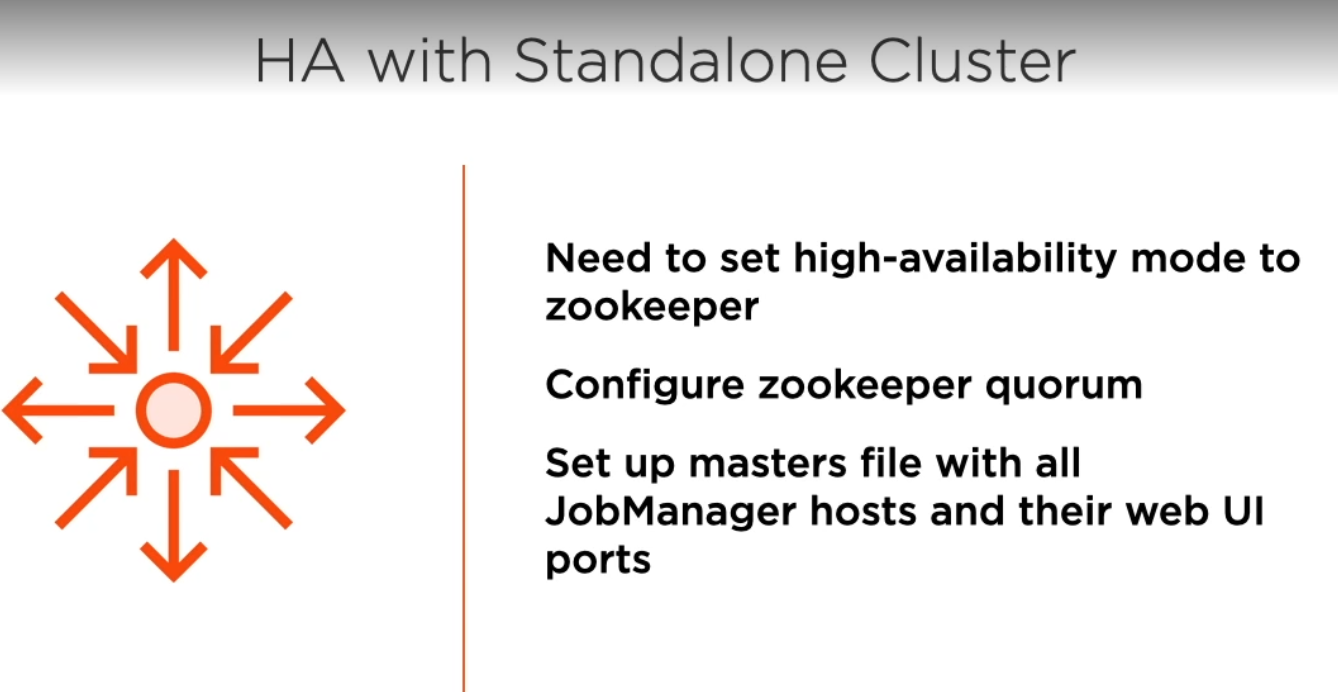 HA with Standalone Cluster
Need to set high-availability mode to
zookeeper
Configure zookeeper quorum
Set up masters file with all
JobManager hosts and their web UI
ports